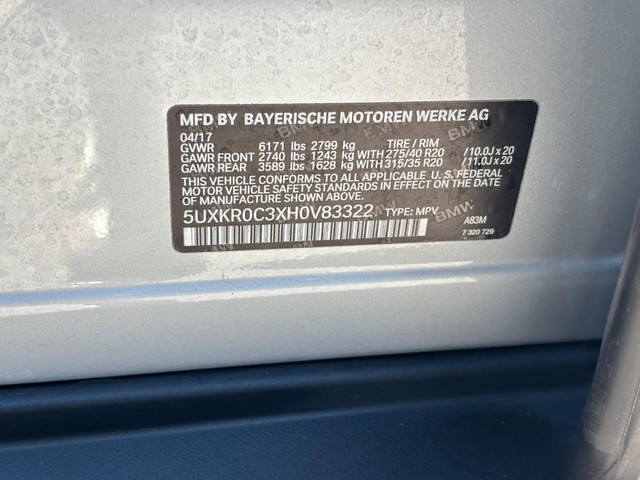 MFD BY BAYERISCHE MOTOREN WERKE AG
04/17
GVWR 6171 lbs 2799 kg TIRE / RIM
GAWR FRONT 2740 lbs 1243 kg WITH 275/40 R20 /10.0J x 20
GAWR REAR 3589 lbs 1628 kg WITH 315/35 R20 /11.0J x 20
THIS VEHICLE CONFORMS TO ALL APPLICABLE U. S. FEDERAL
MOTOR VEHICLE SAFETY STANDARDS IN EFFECT ON THE
DATE OF MANUFACTURE SHOWN ABOVE.
5UXKR0C3XH0V83322 TYPE: MPV
A83M
7 320 729